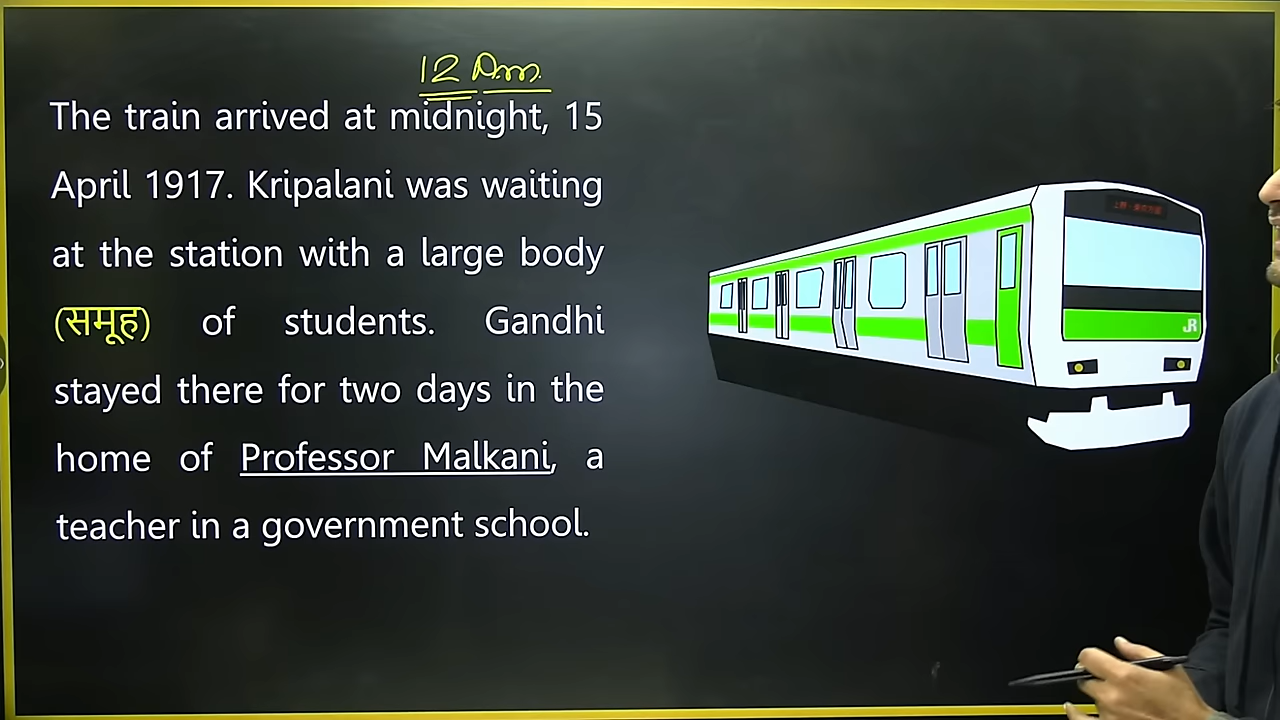 12 Am
The train arrived at midnight, 15
April 1917. Kripalani was waiting
at the station with a large body
(समूह) of students. Gandhi
stayed there for two days in the
home of Professor Malkani, a
teacher in a government school.
JR